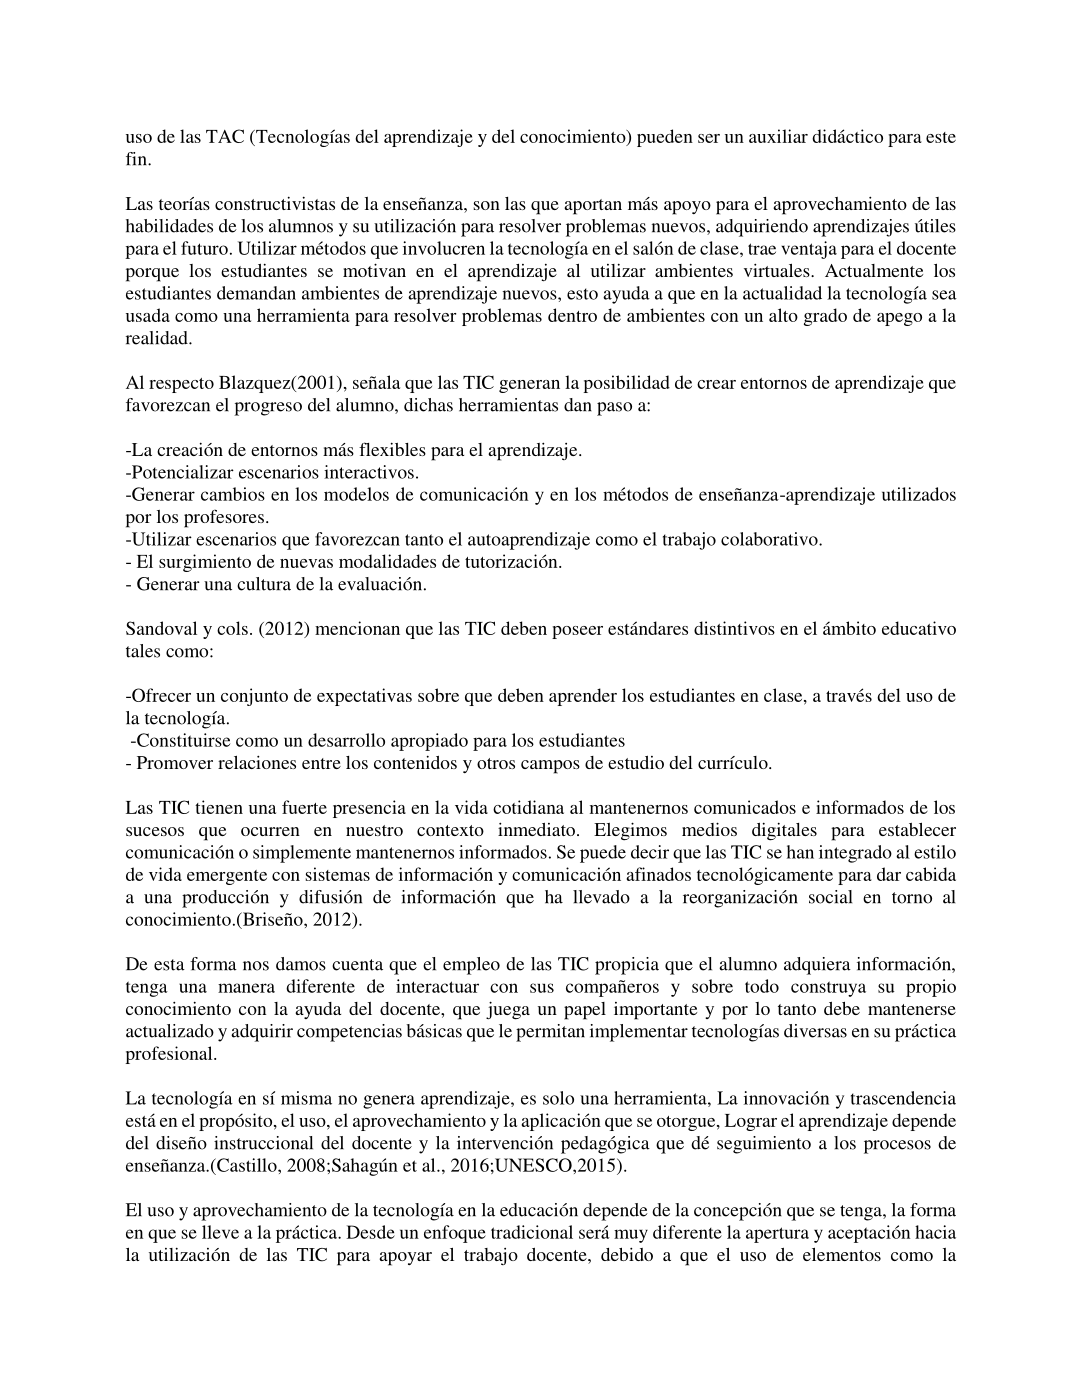 uso de las TAC (Tecnologías del aprendizaje y del conocimiento) pueden ser un auxiliar didáctico para este
fin.
Las teorías constructivistas de la enseñanza, son las que aportan más apoyo para el aprovechamiento de las
habilidades de los alumnos y su utilización para resolver problemas nuevos, adquiriendo aprendizajes útiles
para el futuro. Utilizar métodos que involucren la tecnología en el salón de clase, trae ventaja para el docente
porque los estudiantes se motivan en el aprendizaje al utilizar ambientes virtuales. Actualmente los
estudiantes demandan ambientes de aprendizaje nuevos, esto ayuda a que en la actualidad la tecnología sea
usada como una herramienta para resolver problemas dentro de ambientes con un alto grado de apego a la
realidad.
Al respecto Blazquez(2001), señala que las TIC generan la posibilidad de crear entornos de aprendizaje que
favorezcan el progreso del alumno, dichas herramientas dan paso a:
-La creación de entornos más flexibles para el aprendizaje.
-Potencializar escenarios interactivos.
-Generar cambios en los modelos de comunicación y en los métodos de enseñanza-aprendizaje utilizados
por los profesores.
-Utilizar escenarios que favorezcan tanto el autoaprendizaje como el trabajo colaborativo.
- El surgimiento de nuevas modalidades de tutorización.
- Generar una cultura de la evaluación.
Sandoval y cols. (2012) mencionan que las TIC deben poseer estándares distintivos en el ámbito educativo
tales como:
-Ofrecer un conjunto de expectativas sobre que deben aprender los estudiantes en clase, a través del uso de
la tecnología.
-Constituirse como un desarrollo apropiado para los estudiantes
- Promover relaciones entre los contenidos y otros campos de estudio del currículo.
Las TIC tienen una fuerte presencia en la vida cotidiana al mantenernos comunicados e informados de los
sucesos que ocurren en nuestro contexto inmediato. Elegimos medios digitales para establecer
comunicación o simplemente mantenernos informados. Se puede decir que las TIC se han integrado al estilo
de vida emergente con sistemas de información y comunicación afinados tecnológicamente para dar cabida
a una producción y difusión de información que ha llevado a la reorganización social en torno al
conocimiento.(Briseño, 2012).
De esta forma nos damos cuenta que el empleo de las TIC propicia que el alumno adquiera información,
tenga una manera diferente de interactuar con sus compañeros y sobre todo construya su propio
conocimiento con la ayuda del docente, que juega un papel importante y por lo tanto debe mantenerse
actualizado y adquirir competencias básicas que le permitan implementar tecnologías diversas en su práctica
profesional.
La tecnología en sí misma no genera aprendizaje, es solo una herramienta, La innovación y trascendencia
está en el propósito, el uso, el aprovechamiento y la aplicación que se otorgue, Lograr el aprendizaje depende
del diseño instruccional del docente y la intervención pedagógica que dé seguimiento a los procesos de
enseñanza.(Castillo, 2008;Sahagún et al., 2016;UNESCO,2015).
El uso y aprovechamiento de la tecnología en la educación depende de la concepción que se tenga, la forma
en que se lleve a la práctica. Desde un enfoque tradicional será muy diferente la apertura y aceptación hacia
la utilización de las TIC para apoyar el trabajo docente, debido a que el uso de elementos como la